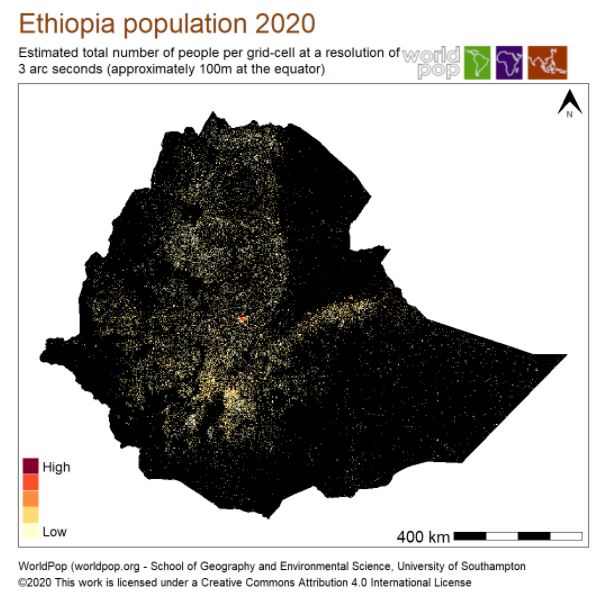 Ethiopia population 2020
Estimated total number of people per grid-cell at a resolution of
3 arc seconds (approximately 100m at the equator)
world
pop
N
High
Low
400 km
WorldPop (worldpop.org - School of Geography and Environmental Science, University of Southampton
©2020 This work is licensed under a Creative Commons Attribution 4.0 International License